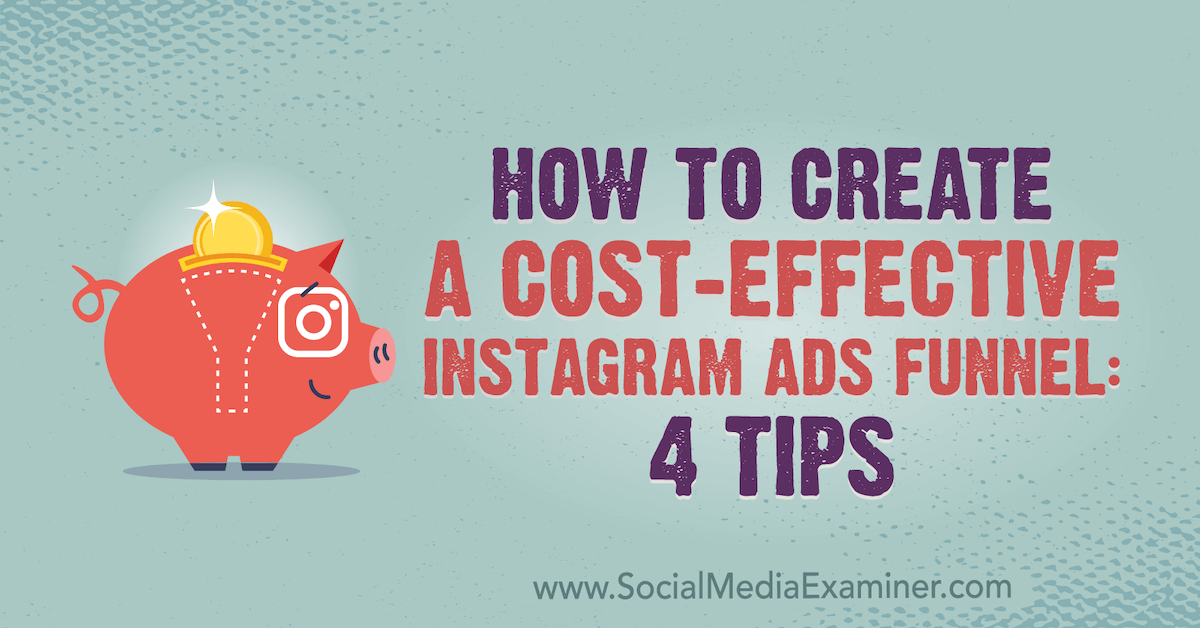 HOW TO CREATE
A COST-EFFECTIVE
INSTAGRAM ADS FUNNEL:
4 TIPS
www.SocialMediaExaminer.com